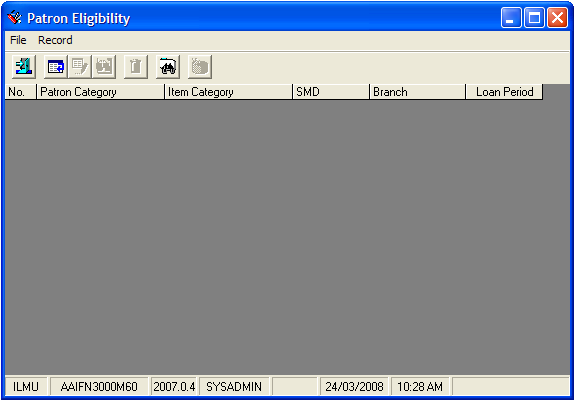 Patron Eligibility
File Record
No. Patron Category Item Category SMD Branch Loan Period
ILMU AAIFN3000M60 2007.0.4 SYSADMIN 24/03/2008 10:28 AM